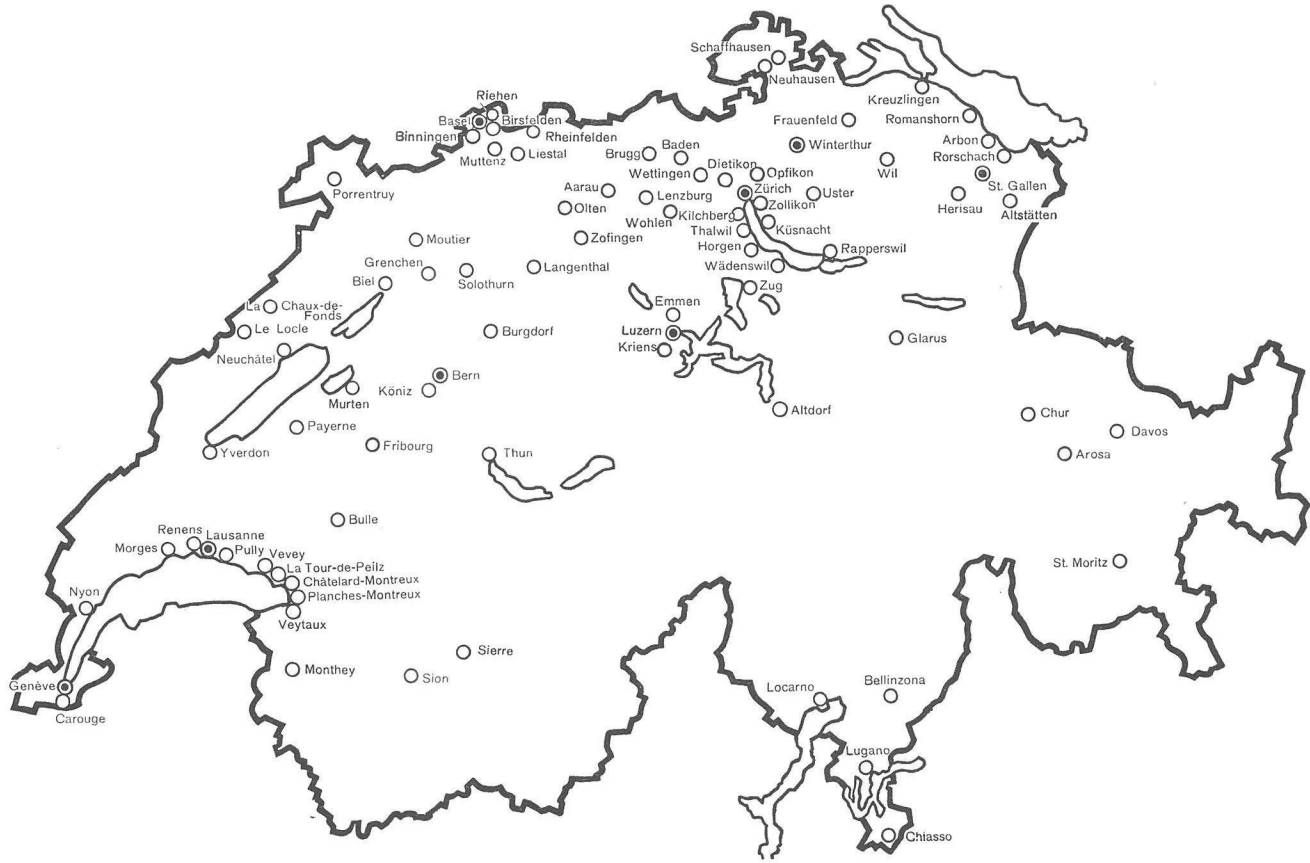 Schaffhausen
Neuhausen
Kreuzlingen
Riehen
Basel
Birsfelden
Binningen
Rheinfelden
Muttenz
Liestal
Frauenfeld
Romanshorn
Arbon
Rorschach
Winterthur
Wil
St. Gallen
Herisau
Altstätten
Brugg
Baden
Wettingen
Dietikon
Opfikon
Zürich
Uster
Zollikon
Porrentruy
Aarau
Lenzburg
Olten
Wohlen
Kilchberg
Thalwil
Küsnacht
Zofingen
Moutier
Horgen
Rapperswil
Grenchen
Solothurn
Langenthal
Wädenswil
Biel
Zug
La Chaux-de-
Fonds
Emmen
Le Locle
Burgdorf
Luzern
Glarus
Neuchâtel
Kriens
Bern
Köniz
Murten
Altdorf
Chur
Payerne
Davos
Fribourg
Yverdon
Thun
Arosa
Bulle
Renens
Lausanne
Morges
Pully
Vevey
La Tour-de-Peilz
Châtelard-Montreux
Nyon
Planches-Montreux
Veytaux
St. Moritz
Sierre
Monthey
Sion
Genève
Carouge
Locarno
Bellinzona
Lugano
Chiasso